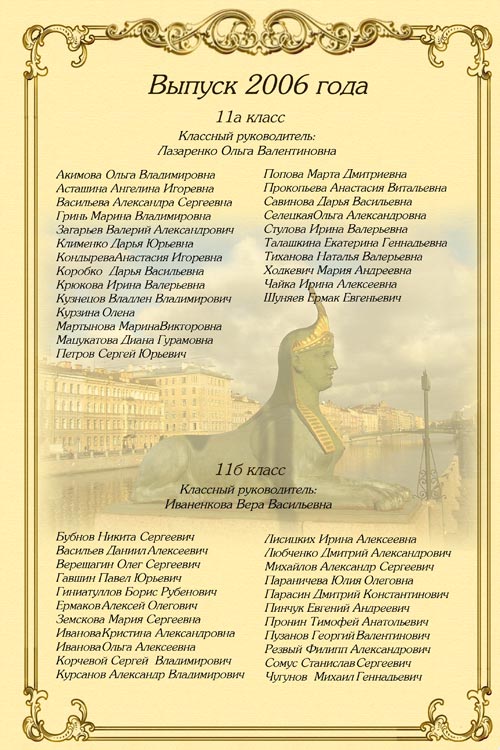 Выпуск 2006 года
11а класс
Классный руководитель:
Лазаренко Ольга Валентиновна
Акимова Ольга Владимировна
Асташина Ангелина Игоревна
Васильева Александра Сергеевна
Гринь Марина Владимировна
Загарьев Валерий Александрович
Клименко Дарья Юрьевна
КондыреваАнастасия Игоревна
Коробко Дарья Васильевна
Крюкова Ирина Валерьевна
Кузнецов Владлен Владимирович
Курзина Олена
Мартынова МаринаВикторовна
Мацукатова Диана Гурамовна
Петров Сергей Юрьевич
Попова Марта Дмитриевна
Прокопьева Анастасия Витальевна
Савинова Дарья Васильевна
СелецкаяОльга Александровна
Стулова Ирина Валерьевна
Талашкина Екатерина Геннадьевна
Тиханова Наталья Валерьевна
Ходкевич Мария Андреевна
Чайка Ирина Алексеевна
Шуняев Ермак Евгеньевич
11б класс
Классный руководитель:
Иваненкова Вера Васильевна
Бубнов Никита Сергеевич
Васильев Даниил Алексеевич
Верешагин Олег Сергеевич
Гавшин Павел Юрьевич
Гиниатуллов Борис Рубенович
Ермаков Алексей Олегович
Земскова Мария Сергеевна
ИвановаКристина Александровна
ИвановаОльга Алексеевна
Корчевой Сергей Владимирович
Курсанов Александр Владимирович
Лисицких Ирина Алексеевна
Любченко Дмитрий Александрович
Михайлов Александр Сергеевич
Параничева Юлия Олеговна
Парасин Дмитрий Константинович
Пинчук Евгений Андреевич
Пронин Тимофей Анатольевич
Пузанов Георгий Валентинович
Резвый Филипп Александрович
Сомус Станислав Сергеевич
Чугунов Михаил Геннадьевич